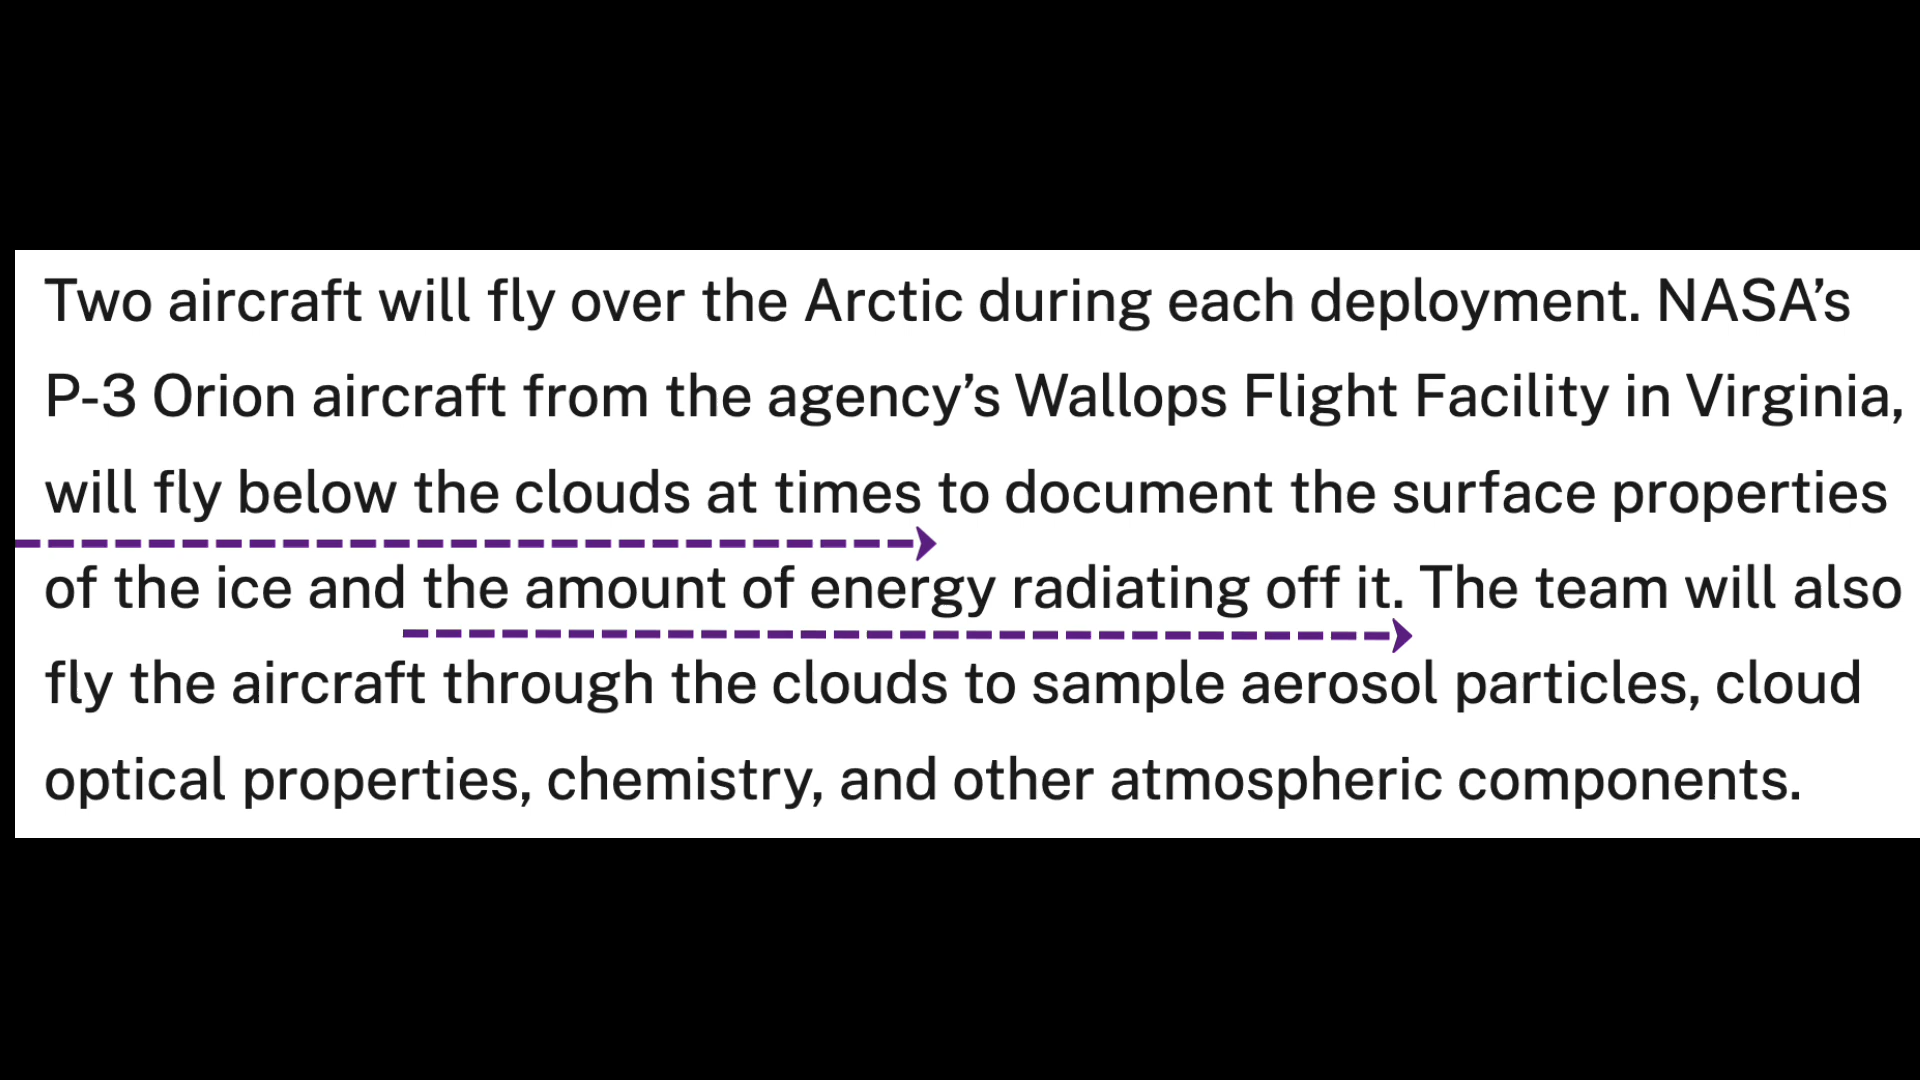 Two aircraft will fly over the Arctic during each deployment. NASA’s
P-3 Orion aircraft from the agency’s Wallops Flight Facility in Virginia,
will fly below the clouds at times to document the surface properties
of the ice and the amount of energy radiating off it. The team will also
fly the aircraft through the clouds to sample aerosol particles, cloud
optical properties, chemistry, and other atmospheric components.